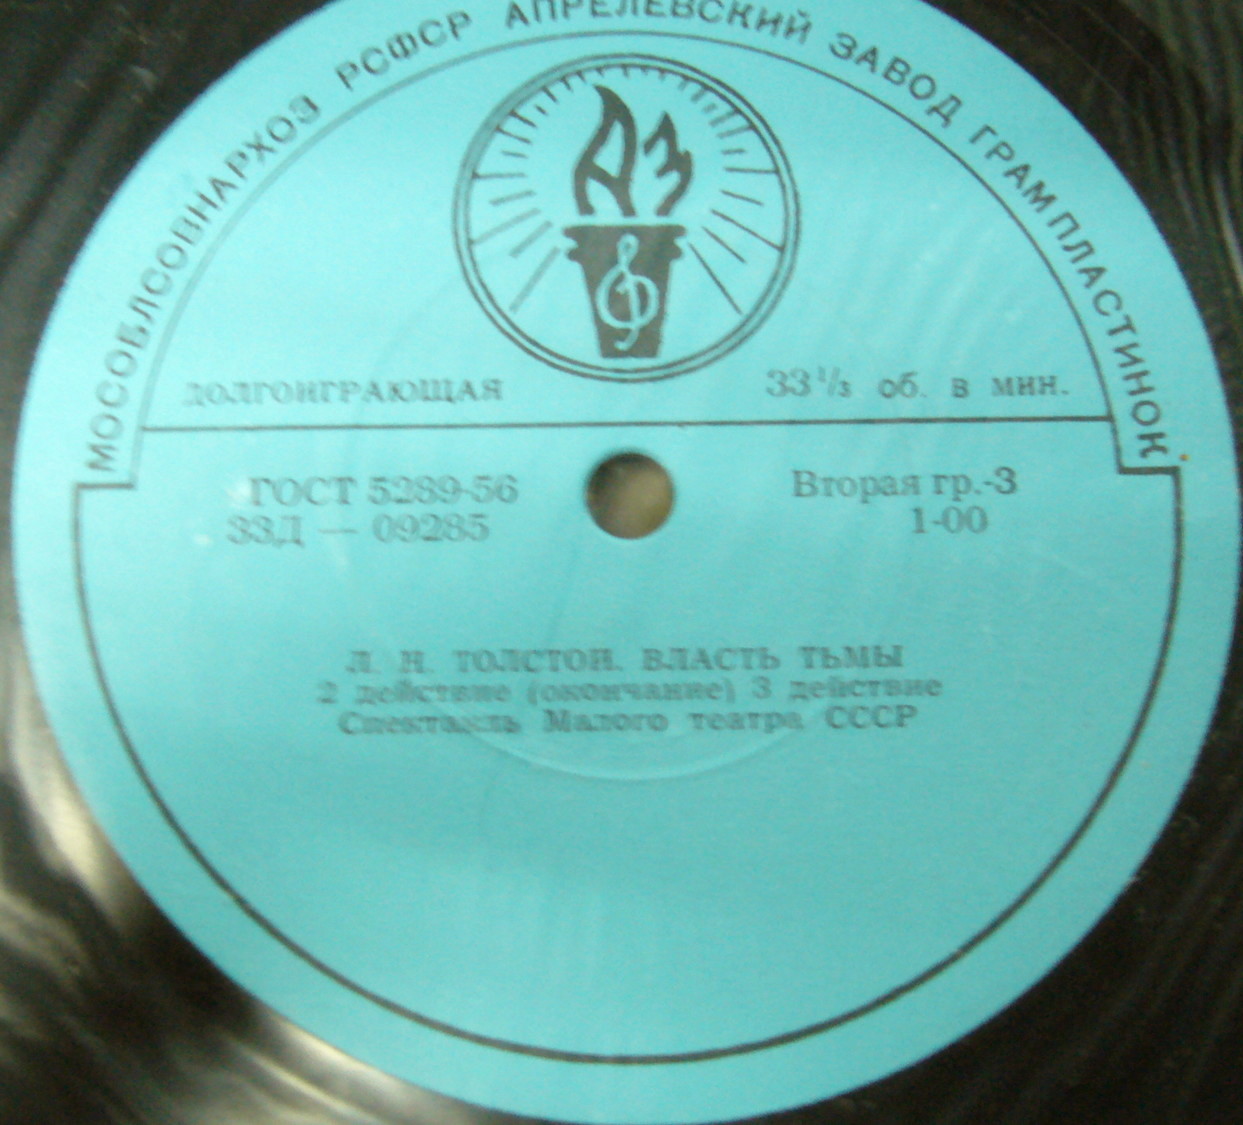 МОСОБЛСОВНАРХОЗ РСФСР АПРЕЛЕВСКИЙ ЗАВОД ГРАМПЛАСТИНОК
АЗ
ДОЛГОИГРАЮЩАЯ 33⅓ об. в мин.
ГОСТ 5289-56 Вторая гр.-3
33Д — 09285 1-00
Л. Н. ТОЛСТОЙ. ВЛАСТЬ ТЬМЫ
2 действие (окончание) 3 действие
Спектакль Малого театра СССР